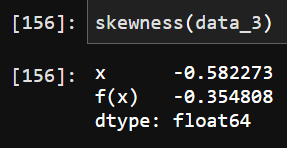 [156]: skewness(data_3)
[156]: x -0.582273
f(x) -0.354808
dtype: float64